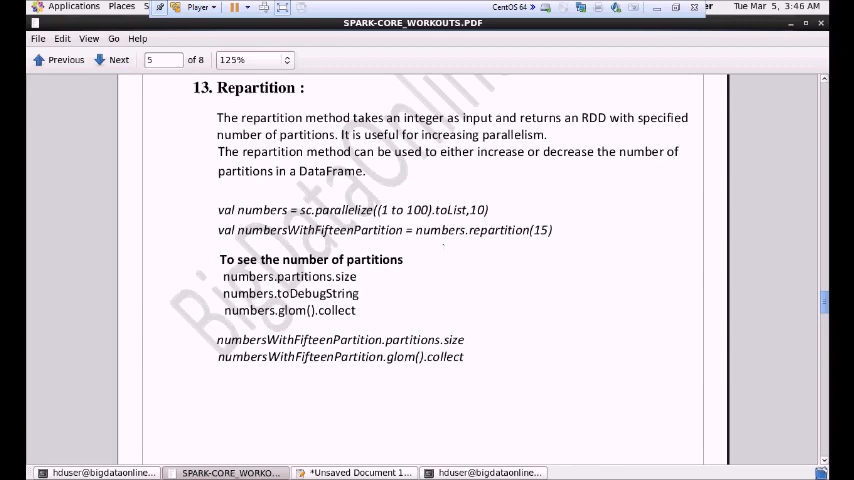 Applications Places S
Player
CentOS 64
er
Tue Mar 5, 3:46 AM
SPARK-CORE_WORKOUTS.PDF
File Edit View Go Help
Previous Next 5 of 8 125%
13. Repartition :
The repartition method takes an integer as input and returns an RDD with specified
number of partitions. It is useful for increasing parallelism.
The repartition method can be used to either increase or decrease the number of
partitions in a DataFrame.
val numbers = sc.parallelize((1 to 100).toList,10)
val numbersWithFifteenPartition = numbers.repartition(15)
To see the number of partitions
numbers.partitions.size
numbers.toDebugString
numbers.glom().collect
numbersWithFifteenPartition.partitions.size
numbersWithFifteenPartition.glom().collect
BigDataOnlin
hduser@bigdataonline... SPARK-CORE_WORKO... *Unsaved Document 1... hduser@bigdataonline...